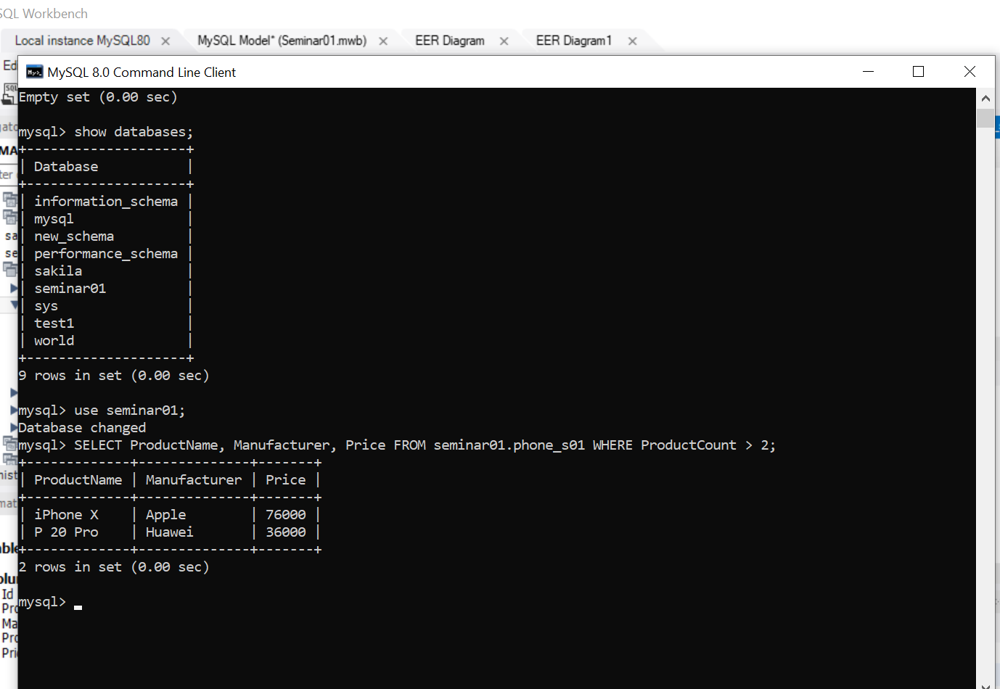 SQL Workbench
Local instance MySQL80 MySQL Model* (Seminar01.mwb) EER Diagram EER Diagram1
MySQL 8.0 Command Line Client
Empty set (0.00 sec)
mysql> show databases;
+--------------------+
| Database           |
+--------------------+
| information_schema |
| mysql              |
| new_schema         |
| performance_schema |
| sakila             |
| seminar01          |
| sys                |
| test1              |
| world              |
+--------------------+
9 rows in set (0.00 sec)
mysql> use seminar01;
Database changed
mysql> SELECT ProductName, Manufacturer, Price FROM seminar01.phone_s01 WHERE ProductCount > 2;
+-------------+--------------+-------+
| ProductName | Manufacturer | Price |
+-------------+--------------+-------+
| iPhone X    | Apple        | 76000 |
| P 20 Pro    | Huawei       | 36000 |
+-------------+--------------+-------+
2 rows in set (0.00 sec)
mysql>
Id